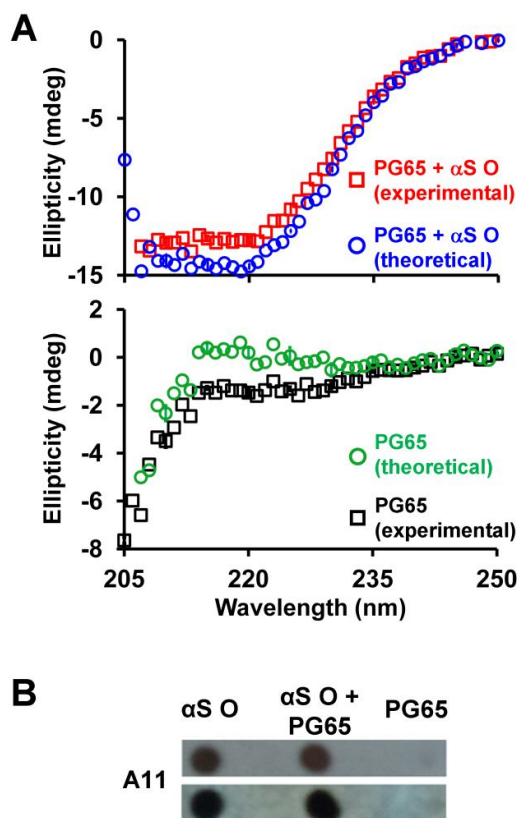 A
Ellipticity (mdeg)
0
-5
-10
-15
PG65 + αS O
(experimental)
PG65 + αS O
(theoretical)
Ellipticity (mdeg)
2
0
-2
-4
-6
-8
PG65
(theoretical)
PG65
(experimental)
205 220 235 250
Wavelength (nm)
B
αS O
αS O +
PG65
PG65
A11